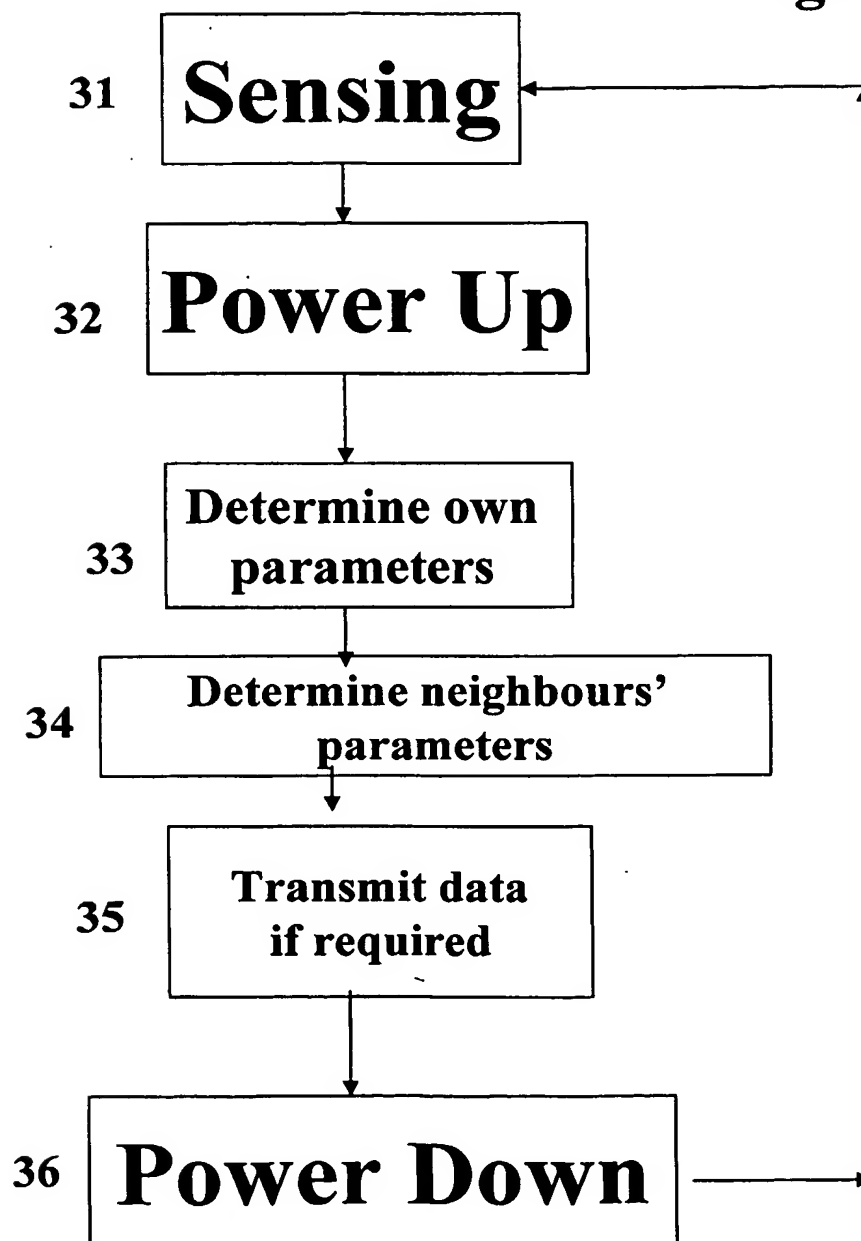 31
Sensing
32
Power Up
33
Determine own
parameters
34
Determine neighbours’
parameters
35
Transmit data
if required
36
Power Down